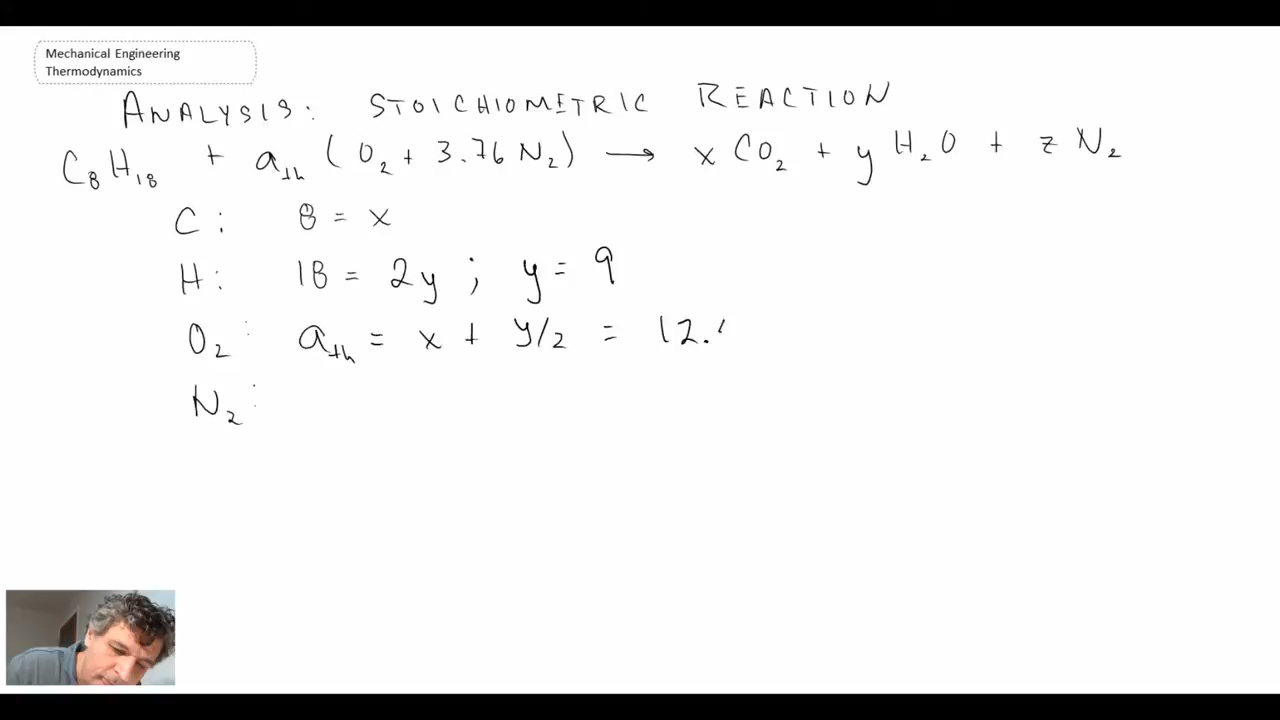 Mechanical Engineering
Thermodynamics
ANALYSIS: STOICHIOMETRIC REACTION
C₈H₁₈ + aₜₕ (O₂ + 3.76 N₂) → x CO₂ + y H₂O + z N₂
C: 8 = x
H: 18 = 2y ; y = 9
O₂: aₜₕ = x + y/2 = 12.
N₂: